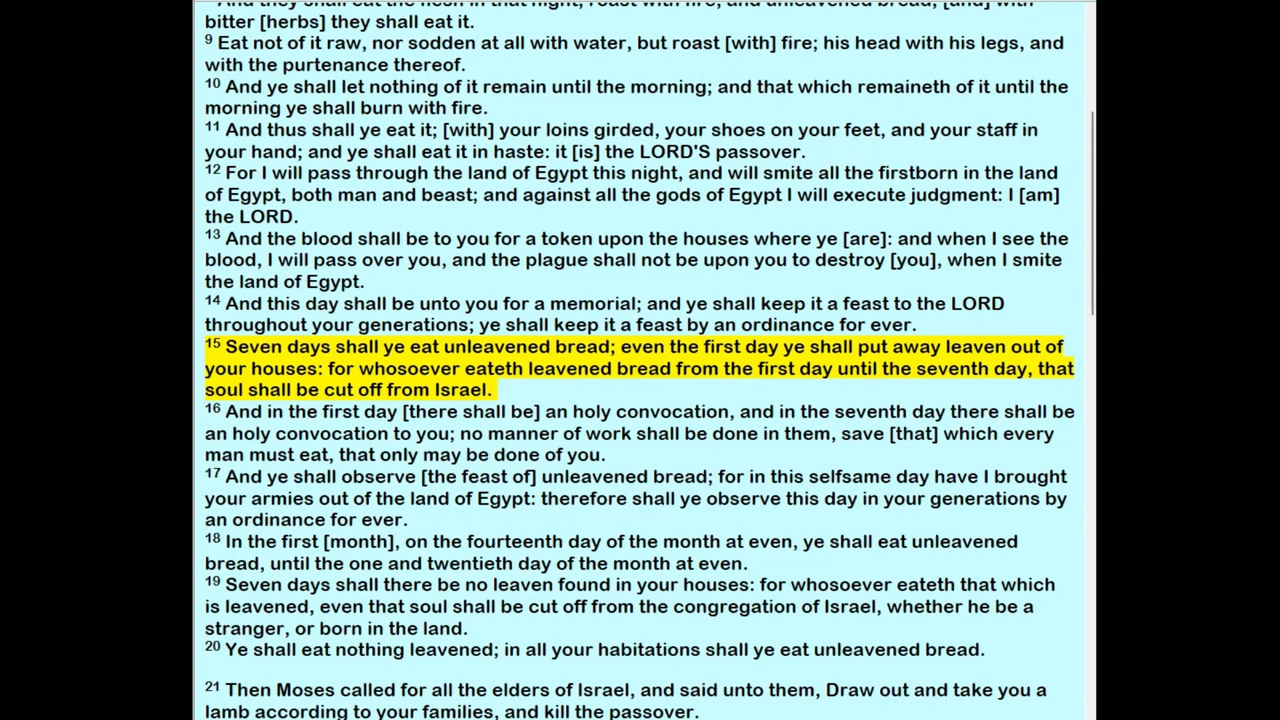 And they shall eat the flesh in that night, roast with fire, and unleavened bread; [and] with
bitter [herbs] they shall eat it.
9 Eat not of it raw, nor sodden at all with water, but roast [with] fire; his head with his legs, and
with the purtenance thereof.
10 And ye shall let nothing of it remain until the morning; and that which remaineth of it until the
morning ye shall burn with fire.
11 And thus shall ye eat it; [with] your loins girded, your shoes on your feet, and your staff in
your hand; and ye shall eat it in haste: it [is] the LORD'S passover.
12 For I will pass through the land of Egypt this night, and will smite all the firstborn in the land
of Egypt, both man and beast; and against all the gods of Egypt I will execute judgment: I [am]
the LORD.
13 And the blood shall be to you for a token upon the houses where ye [are]: and when I see the
blood, I will pass over you, and the plague shall not be upon you to destroy [you], when I smite
the land of Egypt.
14 And this day shall be unto you for a memorial; and ye shall keep it a feast to the LORD
throughout your generations; ye shall keep it a feast by an ordinance for ever.
15 Seven days shall ye eat unleavened bread; even the first day ye shall put away leaven out of
your houses: for whosoever eateth leavened bread from the first day until the seventh day, that
soul shall be cut off from Israel.
16 And in the first day [there shall be] an holy convocation, and in the seventh day there shall be
an holy convocation to you; no manner of work shall be done in them, save [that] which every
man must eat, that only may be done of you.
17 And ye shall observe [the feast of] unleavened bread; for in this selfsame day have I brought
your armies out of the land of Egypt: therefore shall ye observe this day in your generations by
an ordinance for ever.
18 In the first [month], on the fourteenth day of the month at even, ye shall eat unleavened
bread, until the one and twentieth day of the month at even.
19 Seven days shall there be no leaven found in your houses: for whosoever eateth that which
is leavened, even that soul shall be cut off from the congregation of Israel, whether he be a
stranger, or born in the land.
20 Ye shall eat nothing leavened; in all your habitations shall ye eat unleavened bread.
21 Then Moses called for all the elders of Israel, and said unto them, Draw out and take you a
lamb according to your families, and kill the passover.